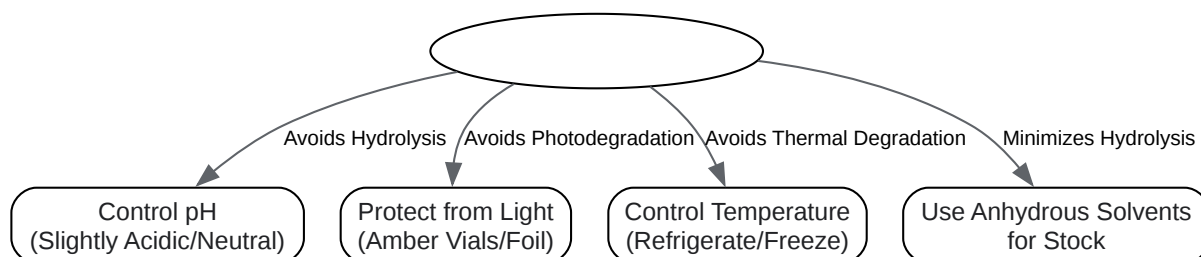 Avoids Hydrolysis
Avoids Photodegradation
Avoids Thermal Degradation
Minimizes Hydrolysis
Control pH
(Slightly Acidic/Neutral)
Protect from Light
(Amber Vials/Foil)
Control Temperature
(Refrigerate/Freeze)
Use Anhydrous Solvents
for Stock